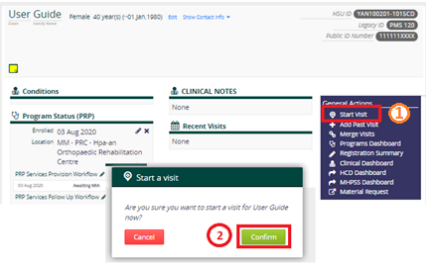 User Guide Female 40 year(s) (~01.Jan.1980) Edit Show Contact Info
Given Family Name
HSU ID YAN100201-1015CD
Legacy ID PMS 120
Public ID Number 111111XXXX
Conditions
CLINICAL NOTES
None
Program Status (PRP)
Enrolled 03 Aug 2020
Location MM - PRC - Hpa-an
Orthopaedic Rehabilitation
Centre
PRP Services Provision Workflow
03 Aug 2020 Awaiting MM
PRP Services Follow Up Workflow
Recent Visits
None
General Actions
Start Visit
1
Add Past Visit
Merge Visits
Programs Dashboard
Registration Summary
Clinical Dashboard
HCD Dashboard
MHPSS Dashboard
Material Request
Start a visit
Are you sure you want to start a visit for User Guide
now?
Cancel
2
Confirm